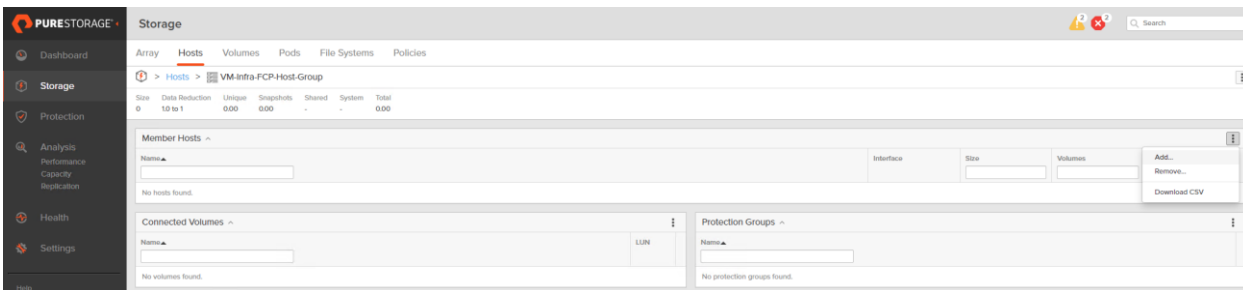 PURESTORAGE
Storage
2
2
Search
Dashboard
Storage
Protection
Analysis
Performance
Capacity
Replication
Health
Settings
Help
Array Hosts Volumes Pods File Systems Policies
> Hosts > VM-Infra-FCP-Host-Group
Size Data Reduction Unique Snapshots Shared System Total
0 1.0 to 1 0.00 0.00 - - 0.00
Member Hosts
Name Interface Size Volumes
No hosts found.
Add...
Remove...
Download CSV
Connected Volumes
Name LUN
No volumes found.
Protection Groups
Name
No protection groups found.